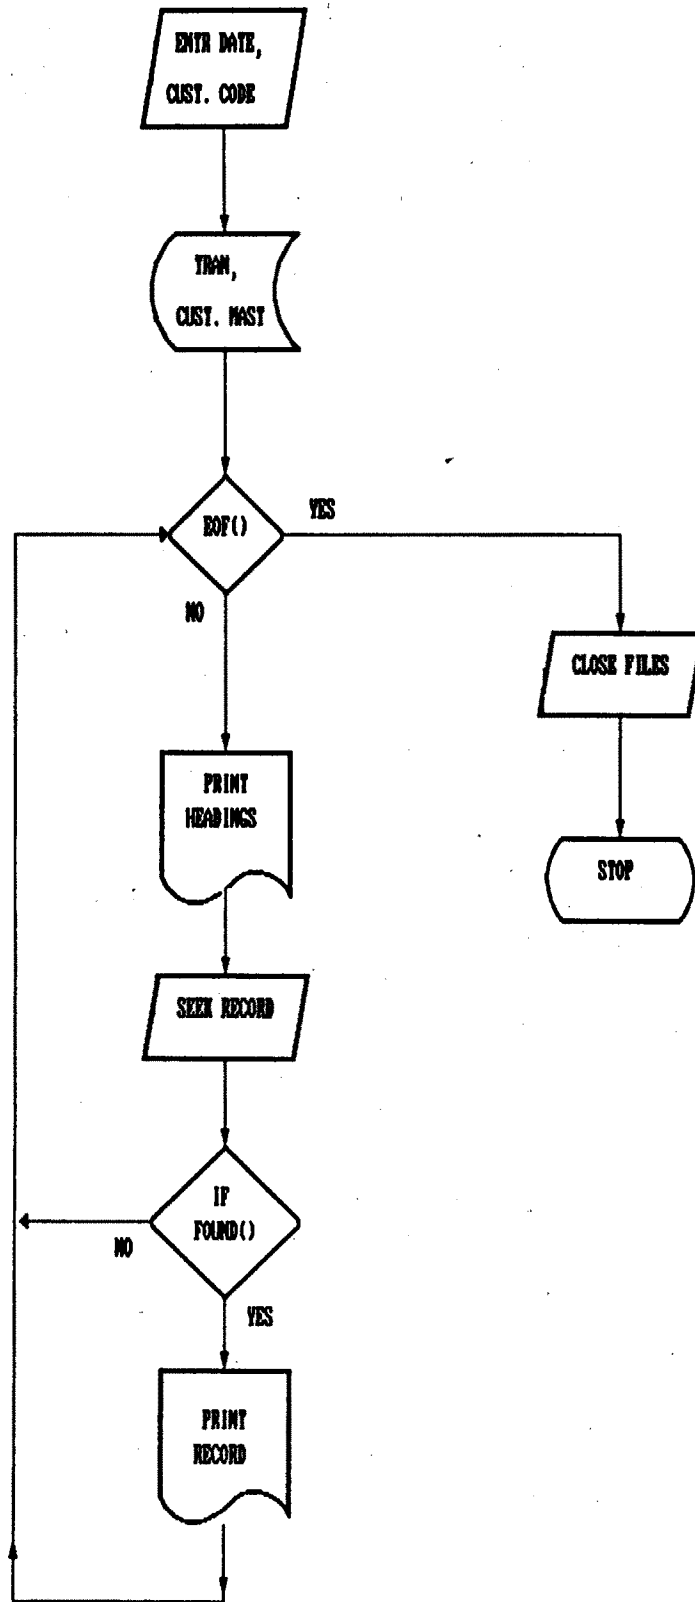 ENTR DATE,
CUST. CODE
TRAN,
CUST. MAST
EOF()
YES
NO
CLOSE FILES
PRINT
HEADINGS
STOP
SEEK RECORD
IF
FOUND()
NO
YES
PRINT
RECORD